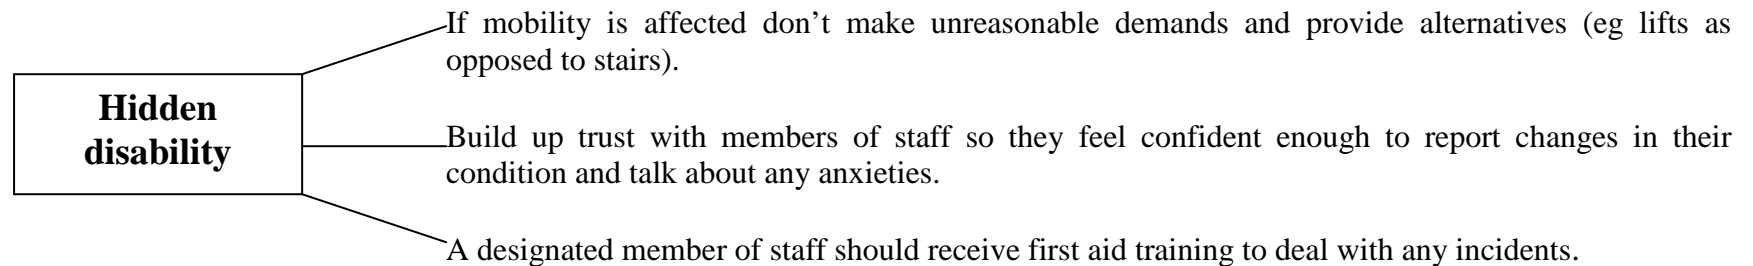 If mobility is affected don’t make unreasonable demands and provide alternatives (eg lifts as
opposed to stairs).
Hidden
disability
Build up trust with members of staff so they feel confident enough to report changes in their
condition and talk about any anxieties.
A designated member of staff should receive first aid training to deal with any incidents.